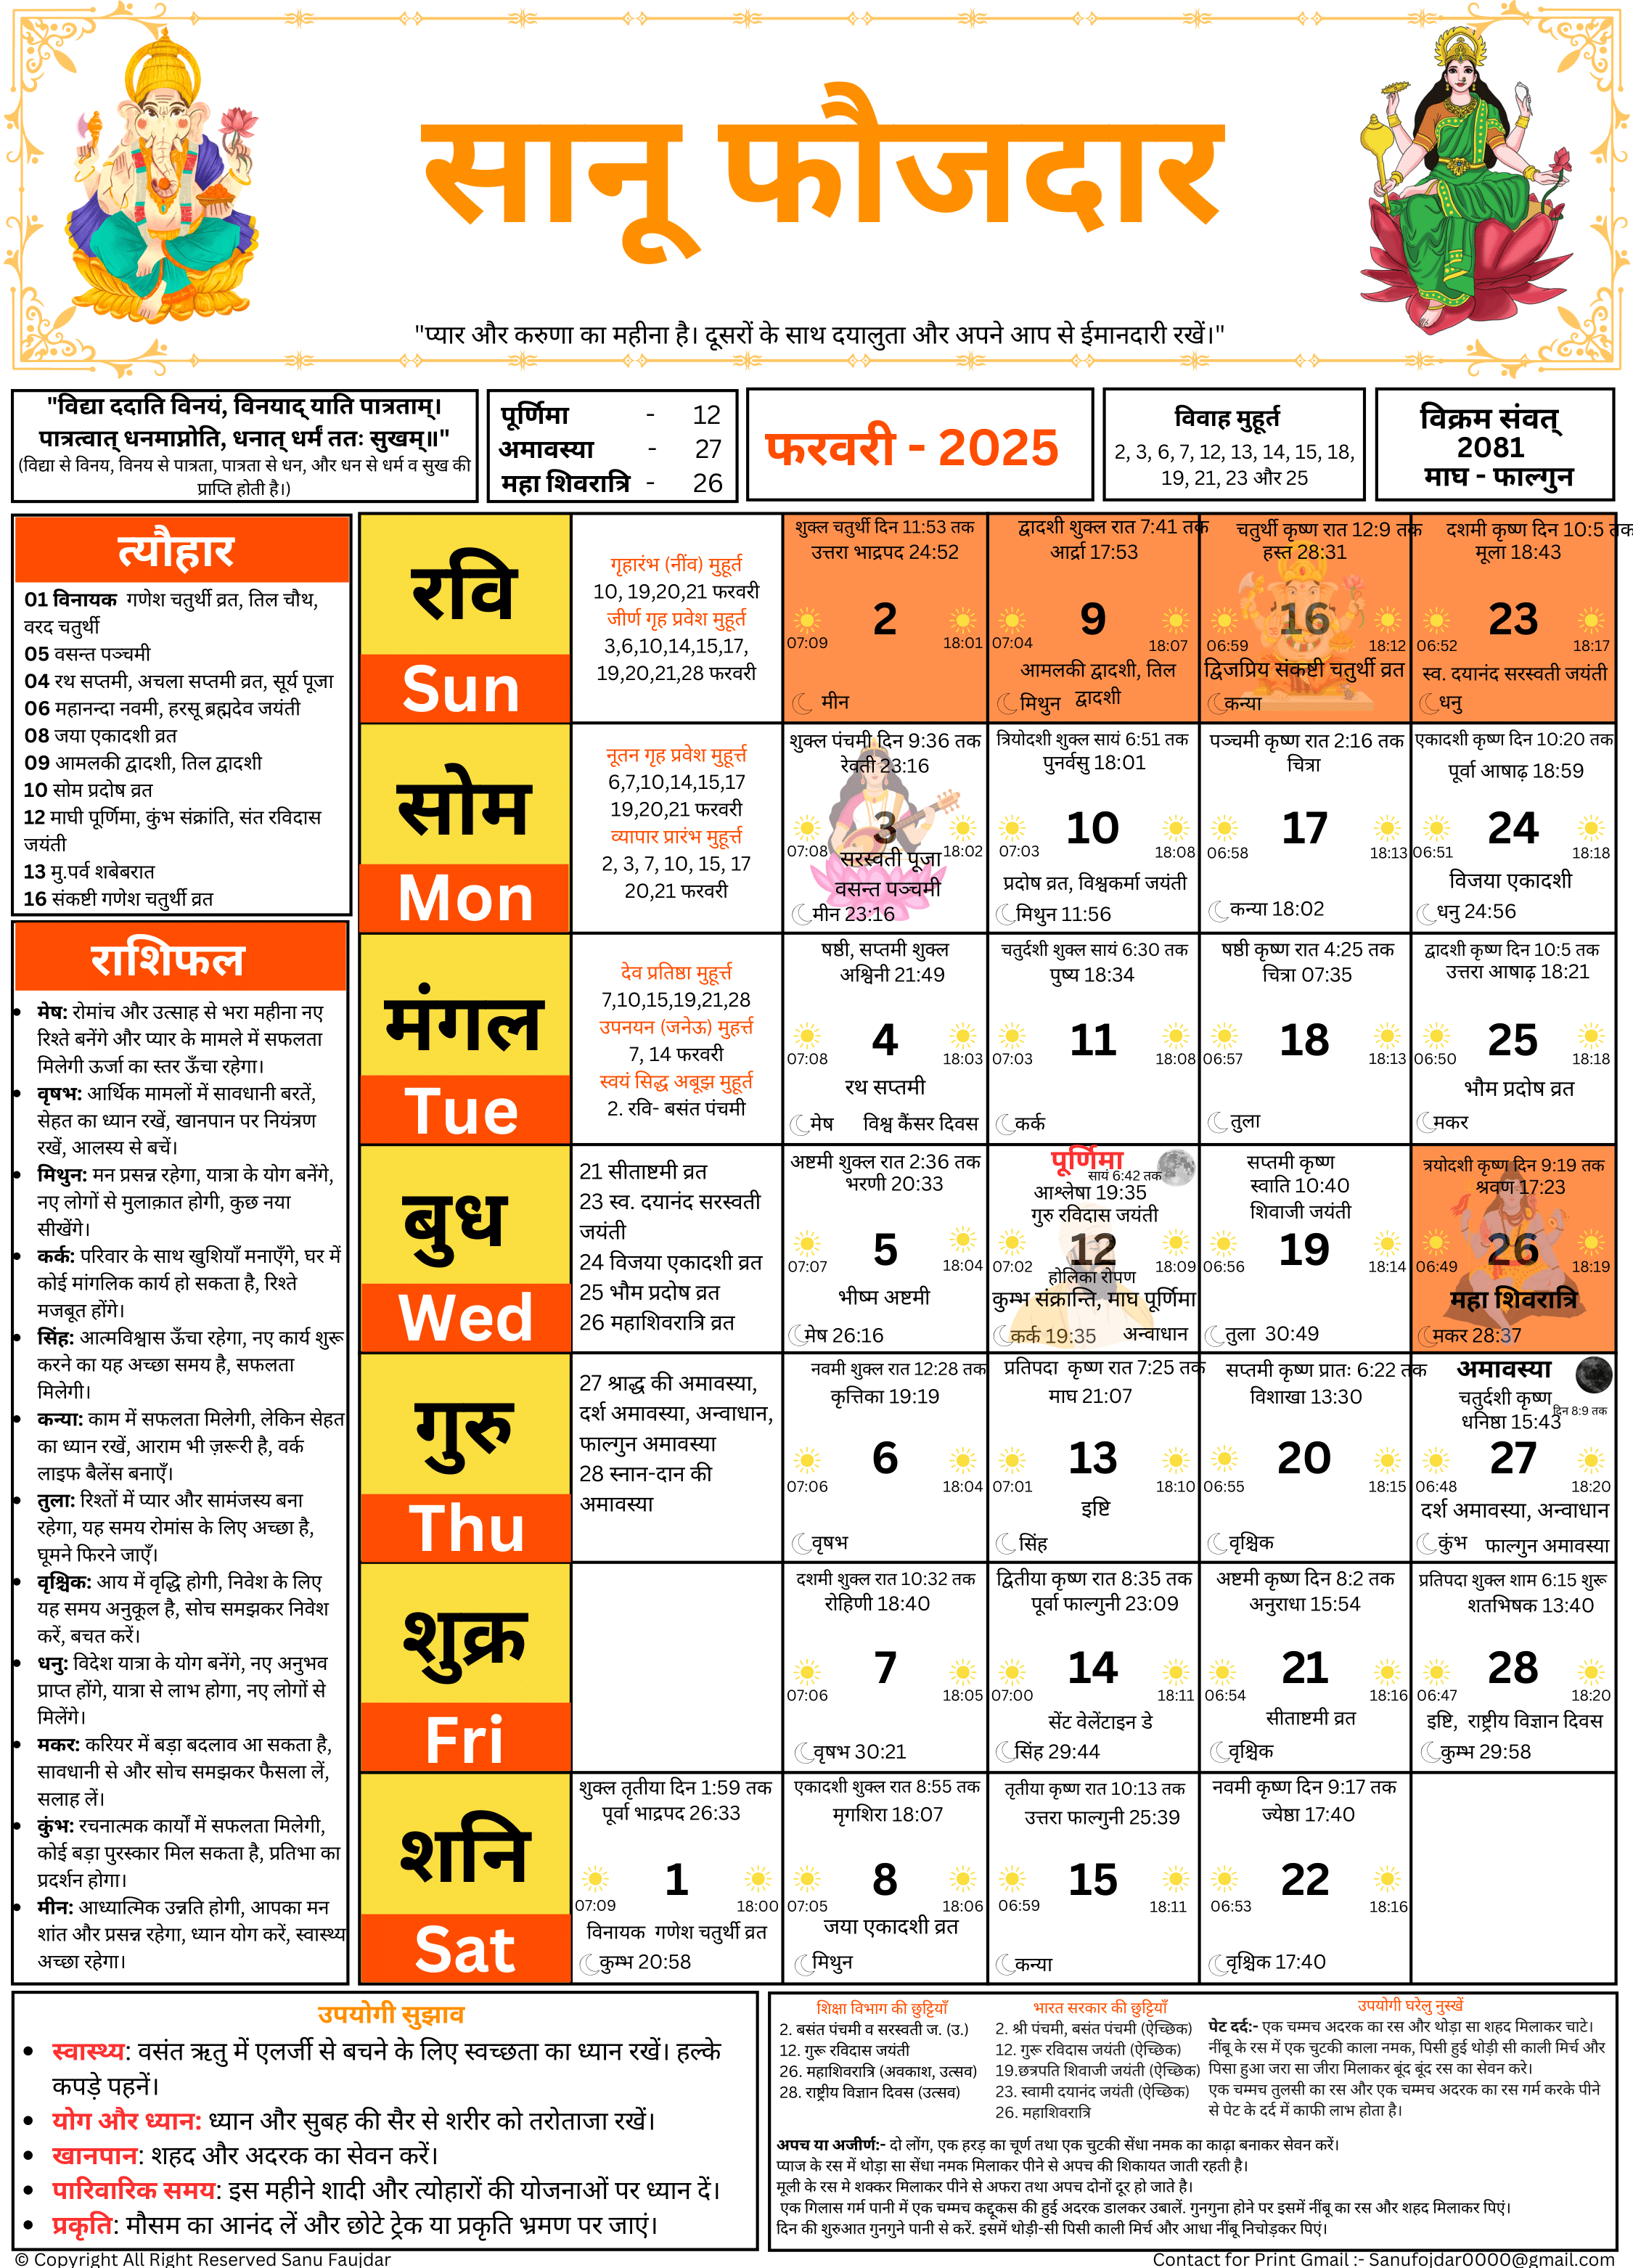 सानू फौजदार
"प्यार और करुणा का महीना है। दूसरों के साथ दयालुता और अपने आप से ईमानदारी रखें।"
"विद्या ददाति विनयं, विनयाद् याति पात्रताम्।
पात्रत्वात् धनमाप्नोति, धनात् धर्मं ततः सुखम्॥"
(विद्या से विनय, विनय से पात्रता, पात्रता से धन, और धन से धर्म व सुख की
प्राप्ति होती है।)
पूर्णिमा - 12
अमावस्या - 27
महा शिवरात्रि - 26
फरवरी - 2025
विवाह मुहूर्त
2, 3, 6, 7, 12, 13, 14, 15, 18,
19, 21, 23 और 25
विक्रम संवत्
2081
माघ - फाल्गुन
त्यौहार
01 विनायक गणेश चतुर्थी व्रत, तिल चौथ,
वरद चतुर्थी
05 वसन्त पञ्चमी
04 रथ सप्तमी, अचला सप्तमी व्रत, सूर्य पूजा
06 महानन्दा नवमी, हरसू ब्रह्मदेव जयंती
08 जया एकादशी व्रत
09 आमलकी द्वादशी, तिल द्वादशी
10 सोम प्रदोष व्रत
12 माघी पूर्णिमा, कुंभ संक्रांति, संत रविदास
जयंती
13 मु.पर्व शबेबरात
16 संकष्टी गणेश चतुर्थी व्रत
राशिफल
• मेष: रोमांच और उत्साह से भरा महीना नए
रिश्ते बनेंगे और प्यार के मामले में सफलता
मिलेगी ऊर्जा का स्तर ऊँचा रहेगा।
• वृषभ: आर्थिक मामलों में सावधानी बरतें,
सेहत का ध्यान रखें, खानपान पर नियंत्रण
रखें, आलस्य से बचें।
• मिथुन: मन प्रसन्न रहेगा, यात्रा के योग बनेंगे,
नए लोगों से मुलाक़ात होगी, कुछ नया
सीखेंगे।
• कर्क: परिवार के साथ खुशियाँ मनाएँगे, घर में
कोई मांगलिक कार्य हो सकता है, रिश्ते
मजबूत होंगे।
• सिंह: आत्मविश्वास ऊँचा रहेगा, नए कार्य शुरू
करने का यह अच्छा समय है, सफलता
मिलेगी।
• कन्या: काम में सफलता मिलेगी, लेकिन सेहत
का ध्यान रखें, आराम भी ज़रूरी है, वर्क
लाइफ बैलेंस बनाएँ।
• तुला: रिश्तों में प्यार और सामंजस्य बना
रहेगा, यह समय रोमांस के लिए अच्छा है,
घूमने फिरने जाएँ।
• वृश्चिक: आय में वृद्धि होगी, निवेश के लिए
यह समय अनुकूल है, सोच समझकर निवेश
करें, बचत करें।
• धनु: विदेश यात्रा के योग बनेंगे, नए अनुभव
प्राप्त होंगे, यात्रा से लाभ होगा, नए लोगों से
मिलेंगे।
• मकर: करियर में बड़ा बदलाव आ सकता है,
सावधानी से और सोच समझकर फैसला लें,
सलाह लें।
• कुंभ: रचनात्मक कार्यों में सफलता मिलेगी,
कोई बड़ा पुरस्कार मिल सकता है, प्रतिभा का
प्रदर्शन होगा।
• मीन: आध्यात्मिक उन्नति होगी, आपका मन
शांत और प्रसन्न रहेगा, ध्यान योग करें, स्वास्थ्य
अच्छा रहेगा।
रवि
Sun
गृहारंभ (नींव) मुहूर्त
10, 19,20,21 फरवरी
जीर्ण गृह प्रवेश मुहूर्त
3,6,10,14,15,17,
19,20,21,28 फरवरी
शुक्ल चतुर्थी दिन 11:53 तक
उत्तरा भाद्रपद 24:52
2
07:09 18:01
मीन
द्वादशी शुक्ल रात 7:41 तक
आर्द्रा 17:53
9
07:04 18:07
आमलकी द्वादशी, तिल
द्वादशी
मिथुन
चतुर्थी कृष्ण रात 12:9 तक
हस्त 28:31
16
06:59 18:12
द्विजप्रिय संकष्टी चतुर्थी व्रत
कन्या
दशमी कृष्ण दिन 10:5 तक
मूला 18:43
23
06:52 18:17
स्व. दयानंद सरस्वती जयंती
धनु
सोम
Mon
नूतन गृह प्रवेश मुहूर्त्त
6,7,10,14,15,17
19,20,21 फरवरी
व्यापार प्रारंभ मुहूर्त्त
2, 3, 7, 10, 15, 17
20,21 फरवरी
शुक्ल पंचमी दिन 9:36 तक
रेवती 23:16
3
07:08 18:02
सरस्वती पूजा
वसन्त पञ्चमी
मीन 23:16
त्रियोदशी शुक्ल सायं 6:51 तक
पुनर्वसु 18:01
10
07:03 18:08
प्रदोष व्रत, विश्वकर्मा जयंती
मिथुन 11:56
पञ्चमी कृष्ण रात 2:16 तक
चित्रा
17
06:58 18:13
कन्या 18:02
एकादशी कृष्ण दिन 10:20 तक
पूर्वा आषाढ़ 18:59
24
06:51 18:18
विजया एकादशी
धनु 24:56
मंगल
Tue
देव प्रतिष्ठा मुहूर्त्त
7,10,15,19,21,28
उपनयन (जनेऊ) मुहर्त्त
7, 14 फरवरी
स्वयं सिद्ध अबूझ मुहूर्त
2. रवि- बसंत पंचमी
षष्ठी, सप्तमी शुक्ल
अश्विनी 21:49
4
07:08 18:03
रथ सप्तमी
मेष विश्व कैंसर दिवस
चतुर्दशी शुक्ल सायं 6:30 तक
पुष्य 18:34
11
07:03 18:08
कर्क
षष्ठी कृष्ण रात 4:25 तक
चित्रा 07:35
18
06:57 18:13
तुला
द्वादशी कृष्ण दिन 10:5 तक
उत्तरा आषाढ़ 18:21
25
06:50 18:18
भौम प्रदोष व्रत
मकर
बुध
Wed
21 सीताष्टमी व्रत
23 स्व. दयानंद सरस्वती
जयंती
24 विजया एकादशी व्रत
25 भौम प्रदोष व्रत
26 महाशिवरात्रि व्रत
अष्टमी शुक्ल रात 2:36 तक
भरणी 20:33
5
07:07 18:04
भीष्म अष्टमी
मेष 26:16
पूर्णिमा
सायं 6:42 तक
आश्लेषा 19:35
गुरु रविदास जयंती
12
07:02 18:09
होलिका रोपण
कुम्भ संक्रान्ति, माघ पूर्णिमा
कर्क 19:35 अन्वाधान
सप्तमी कृष्ण
स्वाति 10:40
शिवाजी जयंती
19
06:56 18:14
तुला 30:49
त्रयोदशी कृष्ण दिन 9:19 तक
श्रवण 17:23
26
06:49 18:19
महा शिवरात्रि
मकर 28:37
गुरु
Thu
27 श्राद्ध की अमावस्या,
दर्श अमावस्या, अन्वाधान,
फाल्गुन अमावस्या
28 स्नान-दान की
अमावस्या
नवमी शुक्ल रात 12:28 तक
कृत्तिका 19:19
6
07:06 18:04
वृषभ
प्रतिपदा कृष्ण रात 7:25 तक
माघ 21:07
13
07:01 18:10
इष्टि
सिंह
सप्तमी कृष्ण प्रातः 6:22 तक
विशाखा 13:30
20
06:55 18:15
वृश्चिक
अमावस्या
चतुर्दशी कृष्ण
दिन 8:9 तक
धनिष्ठा 15:43
27
06:48 18:20
दर्श अमावस्या, अन्वाधान
कुंभ फाल्गुन अमावस्या
शुक्र
Fri
दशमी शुक्ल रात 10:32 तक
रोहिणी 18:40
7
07:06 18:05
वृषभ 30:21
द्वितीया कृष्ण रात 8:35 तक
पूर्वा फाल्गुनी 23:09
14
07:00 18:11
सेंट वेलेंटाइन डे
सिंह 29:44
अष्टमी कृष्ण दिन 8:2 तक
अनुराधा 15:54
21
06:54 18:16
सीताष्टमी व्रत
वृश्चिक
प्रतिपदा शुक्ल शाम 6:15 शुरू
शतभिषक 13:40
28
06:47 18:20
इष्टि, राष्ट्रीय विज्ञान दिवस
कुम्भ 29:58
शनि
Sat
शुक्ल तृतीया दिन 1:59 तक
पूर्वा भाद्रपद 26:33
1
07:09 18:00
विनायक गणेश चतुर्थी व्रत
कुम्भ 20:58
एकादशी शुक्ल रात 8:55 तक
मृगशिरा 18:07
8
07:05 18:06
जया एकादशी व्रत
मिथुन
तृतीया कृष्ण रात 10:13 तक
उत्तरा फाल्गुनी 25:39
15
06:59 18:11
कन्या
नवमी कृष्ण दिन 9:17 तक
ज्येष्ठा 17:40
22
06:53 18:16
वृश्चिक 17:40
उपयोगी सुझाव
• स्वास्थ्य: वसंत ऋतु में एलर्जी से बचने के लिए स्वच्छता का ध्यान रखें। हल्के
कपड़े पहनें।
• योग और ध्यान: ध्यान और सुबह की सैर से शरीर को तरोताजा रखें।
• खानपान: शहद और अदरक का सेवन करें।
• पारिवारिक समय: इस महीने शादी और त्योहारों की योजनाओं पर ध्यान दें।
• प्रकृति: मौसम का आनंद लें और छोटे ट्रेक या प्रकृति भ्रमण पर जाएं।
शिक्षा विभाग की छुट्टियाँ
2. बसंत पंचमी व सरस्वती ज. (उ.)
12. गुरू रविदास जयंती
26. महाशिवरात्रि (अवकाश, उत्सव)
28. राष्ट्रीय विज्ञान दिवस (उत्सव)
भारत सरकार की छुट्टियाँ
2. श्री पंचमी, बसंत पंचमी (ऐच्छिक)
12. गुरू रविदास जयंती (ऐच्छिक)
19.छत्रपति शिवाजी जयंती (ऐच्छिक)
23. स्वामी दयानंद जयंती (ऐच्छिक)
26. महाशिवरात्रि
उपयोगी घरेलु नुस्खें
पेट दर्द:- एक चम्मच अदरक का रस और थोड़ा सा शहद मिलाकर चाटे।
नींबू के रस में एक चुटकी काला नमक, पिसी हुई थोड़ी सी काली मिर्च और
पिसा हुआ जरा सा जीरा मिलाकर बूंद बूंद रस का सेवन करे।
एक चम्मच तुलसी का रस और एक चम्मच अदरक का रस गर्म करके पीने
से पेट के दर्द में काफी लाभ होता है।
अपच या अजीर्ण:- दो लोंग, एक हरड़ का चूर्ण तथा एक चुटकी सेंधा नमक का काढ़ा बनाकर सेवन करें।
प्याज के रस में थोड़ा सा सेंधा नमक मिलाकर पीने से अपच की शिकायत जाती रहती है।
मूली के रस मे शक्कर मिलाकर पीने से अफरा तथा अपच दोनों दूर हो जाते है।
एक गिलास गर्म पानी में एक चम्मच कद्दूकस की हुई अदरक डालकर उबालें. गुनगुना होने पर इसमें नींबू का रस और शहद मिलाकर पिएं।
दिन की शुरुआत गुनगुने पानी से करें. इसमें थोड़ी-सी पिसी काली मिर्च और आधा नींबू निचोड़कर पिएं।
© Copyright All Right Reserved Sanu Faujdar
Contact for Print Gmail :- Sanufojdar0000@gmail.com